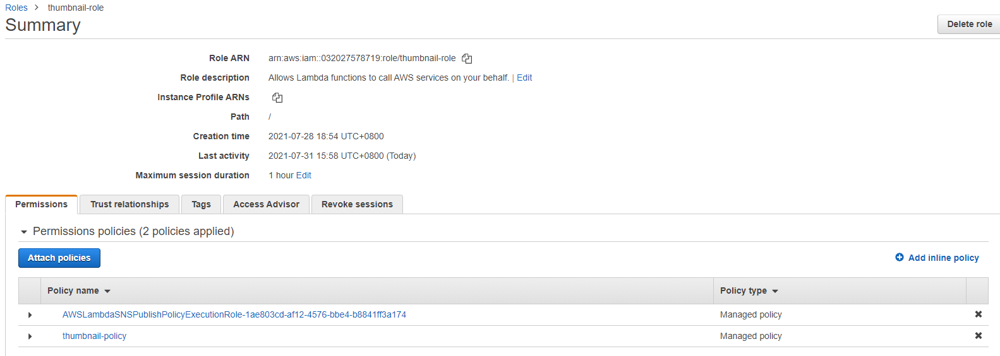 Roles > thumbnail-role
Summary
Delete role
Role ARN arn:aws:iam::032027578719:role/thumbnail-role
Role description Allows Lambda functions to call AWS services on your behalf. | Edit
Instance Profile ARNs
Path /
Creation time 2021-07-28 18:54 UTC+0800
Last activity 2021-07-31 15:58 UTC+0800 (Today)
Maximum session duration 1 hour Edit
Permissions Trust relationships Tags Access Advisor Revoke sessions
Permissions policies (2 policies applied)
Attach policies Add inline policy
Policy name Policy type
AWSLambdaSNSPublishPolicyExecutionRole-1ae803cd-af12-4576-bbe4-b8841ff3a174 Managed policy
thumbnail-policy Managed policy